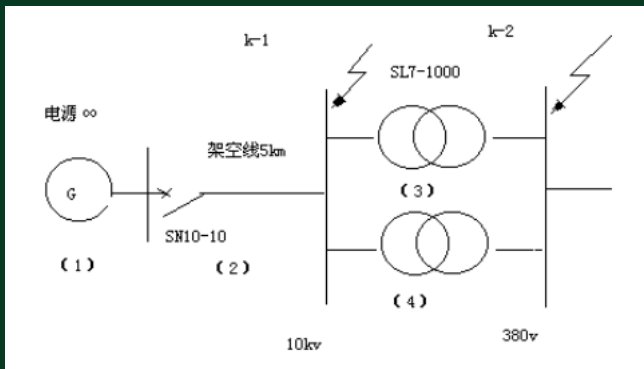 k-1
k-2
SL7-1000
电源 ∞
架空线5km
G
SN10-10
(1)
(2)
(3)
(4)
10kv
380v